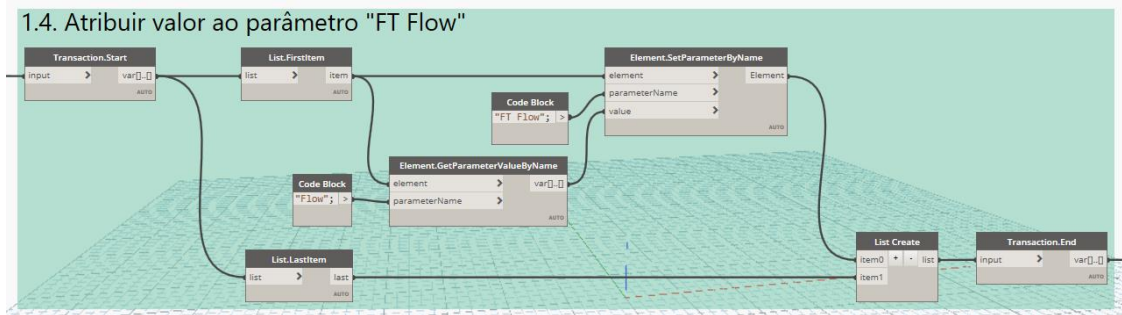 1.4. Atribuir valor ao parâmetro "FT Flow"
Transaction.Start
input > var[]..[]
AUTO
List.FirstItem
list > item
AUTO
Element.SetParameterByName
element > Element
parameterName >
value >
AUTO
Code Block
"FT Flow"; >
Element.GetParameterValueByName
element > var[]..[]
parameterName >
AUTO
Code Block
"Flow"; >
List.LastItem
list > last
AUTO
List Create
item0 + - list
item1
AUTO
Transaction.End
input > var[]..[]
AUTO